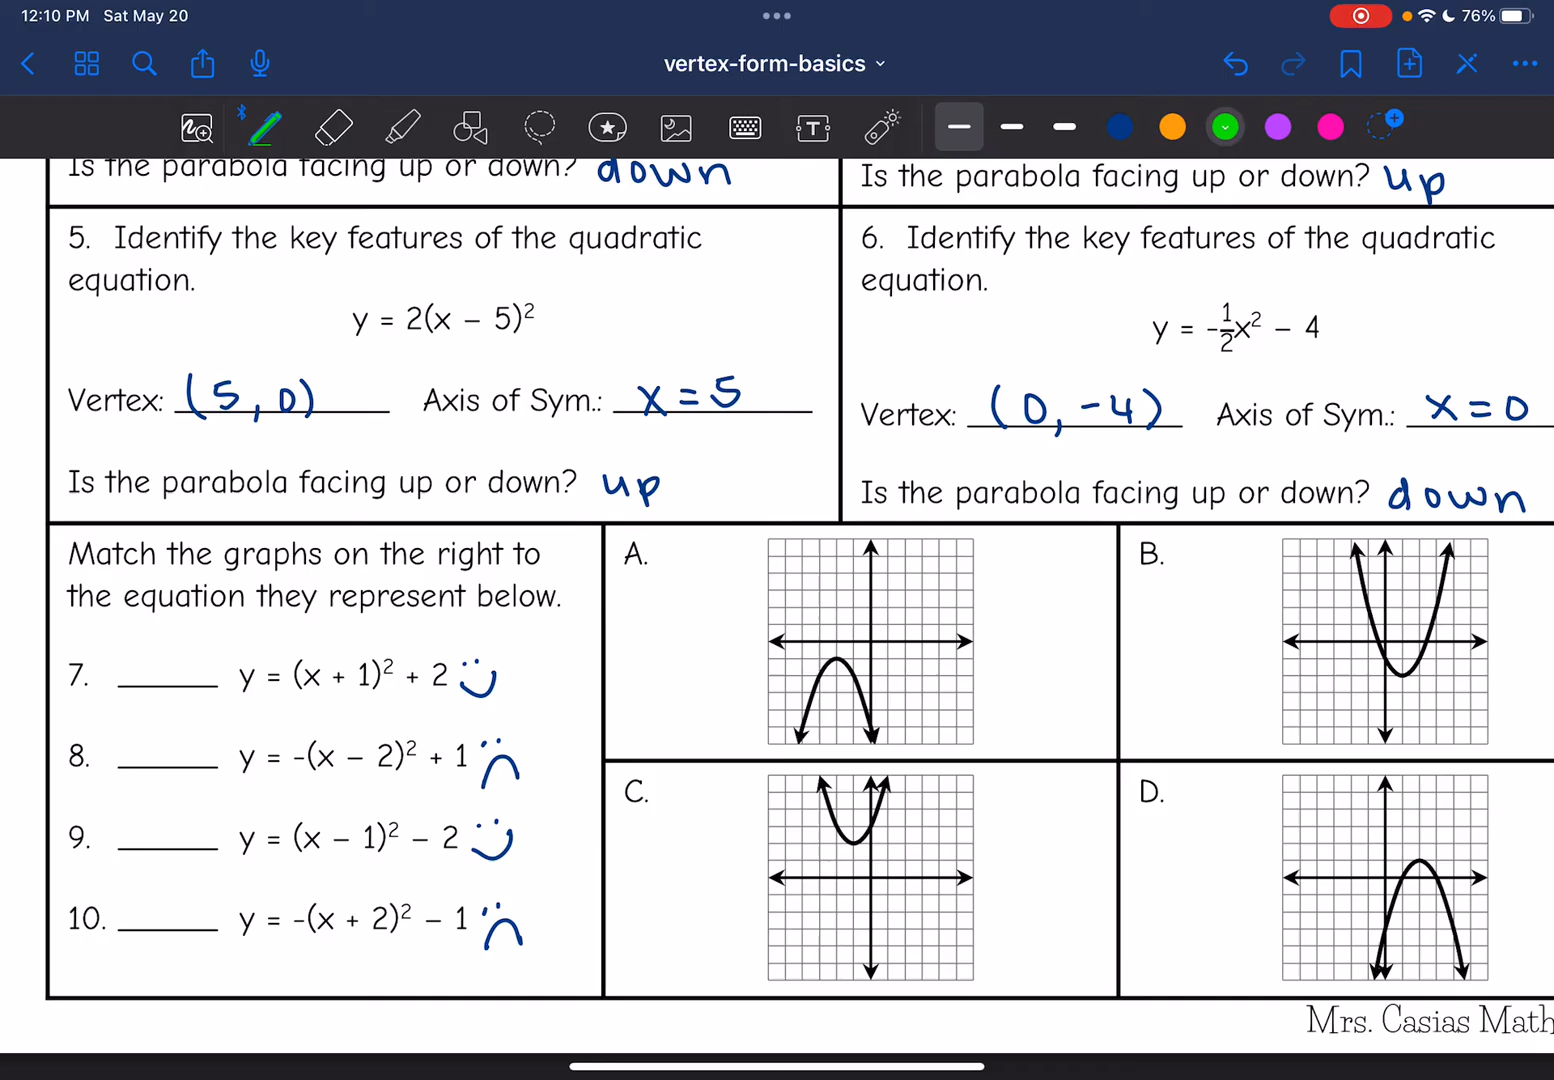 12:10 PM Sat May 20
76%
vertex-form-basics
Is the parabola facing up or down? down
Is the parabola facing up or down? up
5. Identify the key features of the quadratic
equation.
y = 2(x – 5)²
Vertex: (5, 0) Axis of Sym.: x = 5
Is the parabola facing up or down? up
6. Identify the key features of the quadratic
equation.
y = -1/2x² – 4
Vertex: (0, -4) Axis of Sym.: x = 0
Is the parabola facing up or down? down
Match the graphs on the right to
the equation they represent below.
7. ______ y = (x + 1)² + 2
8. ______ y = -(x – 2)² + 1
9. ______ y = (x – 1)² – 2
10. ______ y = -(x + 2)² – 1
A.
B.
C.
D.
Mrs. Casias Math